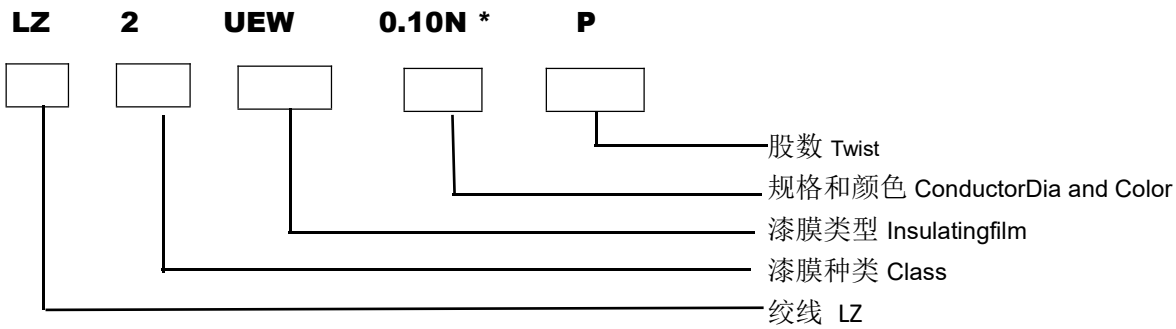 LZ 2 UEW 0.10N * P
股数 Twist
规格和颜色 ConductorDia and Color
漆膜类型 Insulatingfilm
漆膜种类 Class
绞线 LZ